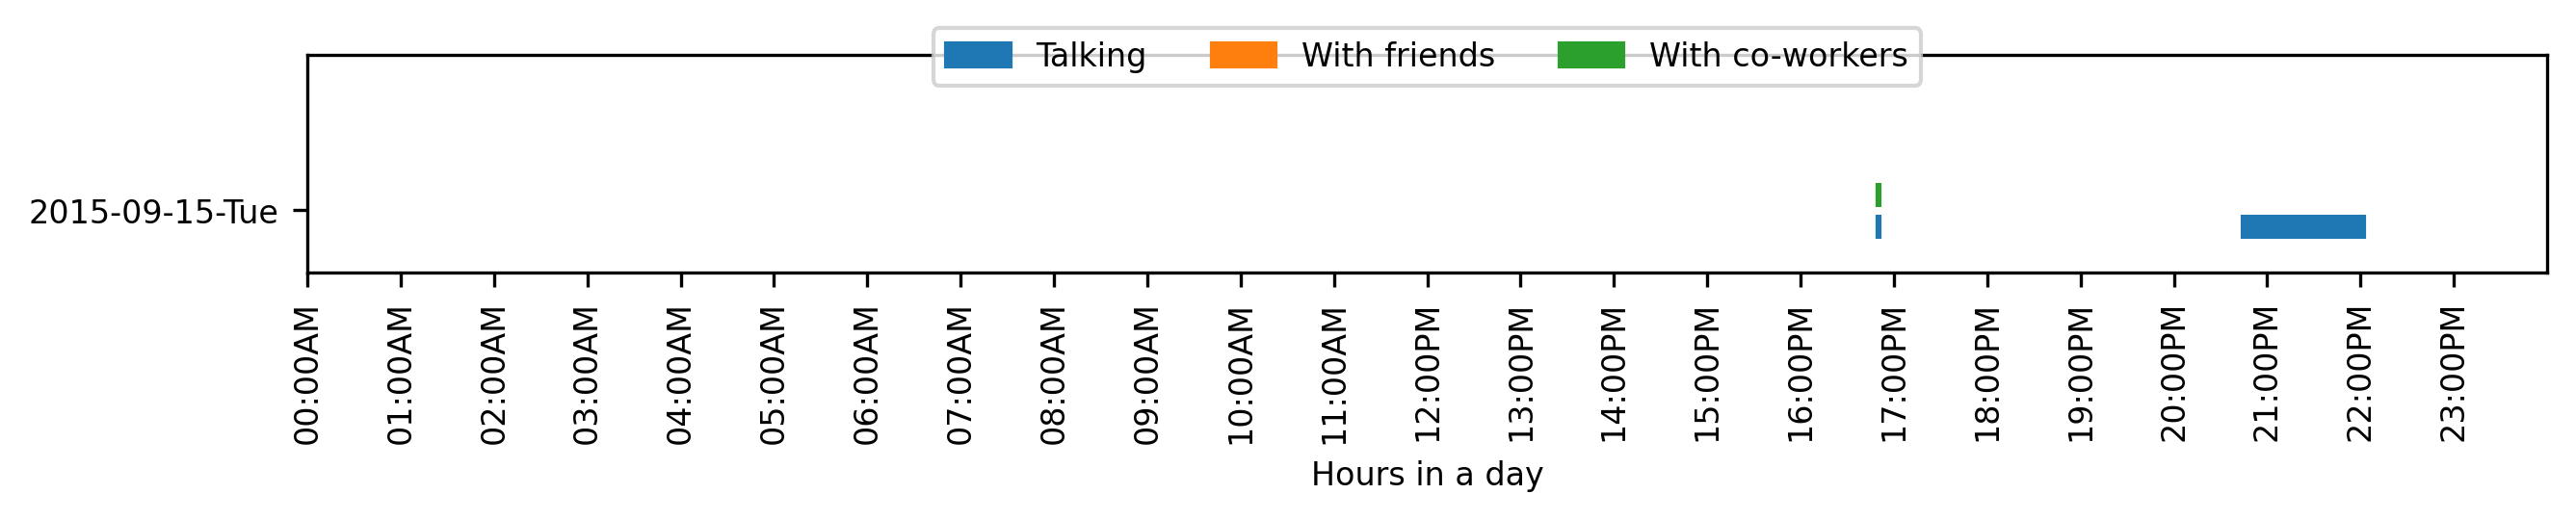 Talking With friends With co-workers
2015-09-15-Tue
00:00AM 01:00AM 02:00AM 03:00AM 04:00AM 05:00AM 06:00AM 07:00AM 08:00AM 09:00AM 10:00AM 11:00AM 12:00PM 13:00PM 14:00PM 15:00PM 16:00PM 17:00PM 18:00PM 19:00PM 20:00PM 21:00PM 22:00PM 23:00PM
Hours in a day